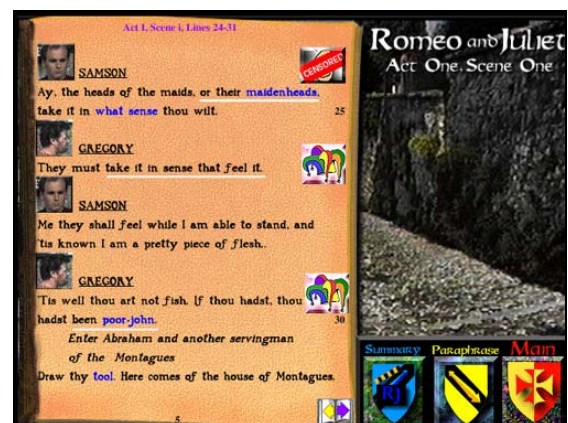 Act I, Scene i, Lines 24-31
SAMSON
CENSORED
Ay, the heads of the maids, or their maidenheads,
take it in what sense thou wilt. 25
GREGORY
They must take it in sense that feel it.
SAMSON
Me they shall feel while I am able to stand, and
'tis known I am a pretty piece of flesh..
GREGORY
'Tis well thou art not fish. If thou hadst, thou
hadst been poor-john. 30
Enter Abraham and another servingman
of the Montagues
Draw thy tool. Here comes of the house of Montagues.
5
Romeo and Juliet
Act One, Scene One
Summary Paraphrase Main
RJ